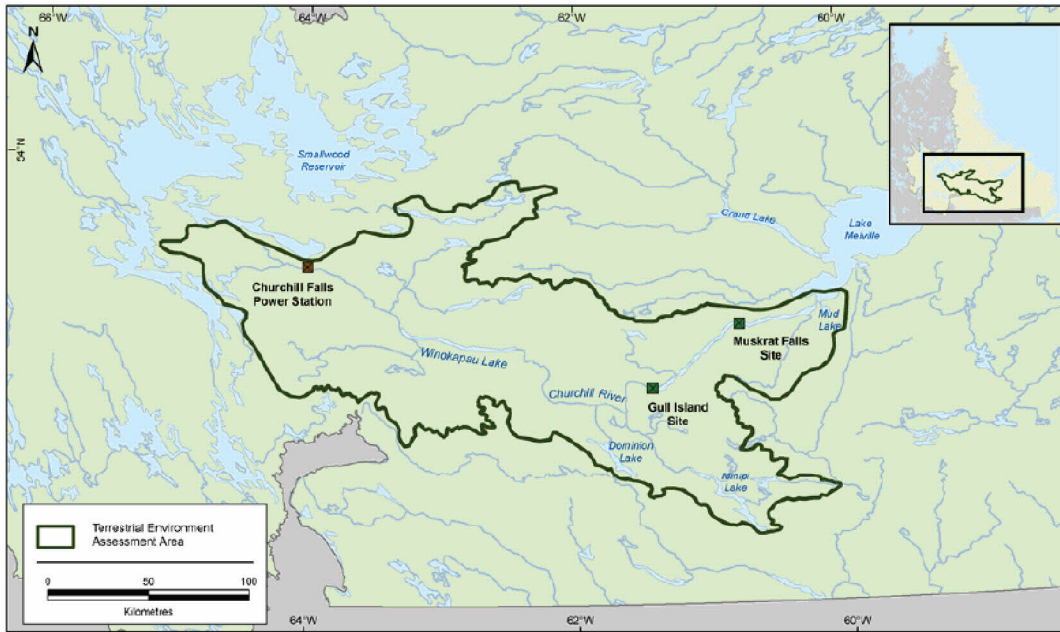 66°W
64°W
62°W
60°W
N
54°N
Smallwood
Reservoir
Grand Lake
Lake
Melville
Churchill Falls
Power Station
Mud
Lake
Muskrat Falls
Site
Winokapau Lake
Churchill River
Gull Island
Site
Dominion
Lake
Minipi
Lake
Terrestrial Environment
Assessment Area
0 50 100
Kilometres
64°W
62°W
60°W